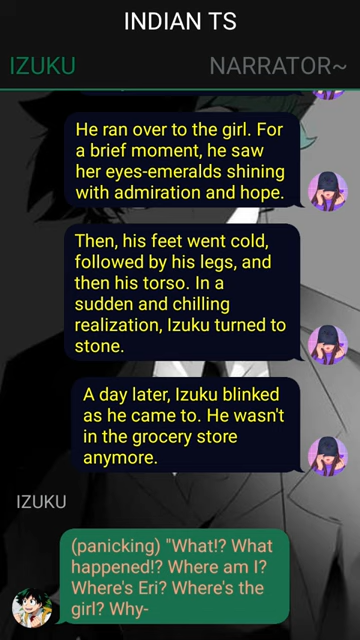 INDIAN TS
IZUKU NARRATOR~
He ran over to the girl. For
a brief moment, he saw
her eyes-emeralds shining
with admiration and hope.
Then, his feet went cold,
followed by his legs, and
then his torso. In a
sudden and chilling
realization, Izuku turned to
stone.
A day later, Izuku blinked
as he came to. He wasn't
in the grocery store
anymore.
IZUKU
(panicking) "What!? What
happened!? Where am I?
Where's Eri? Where's the
girl? Why-